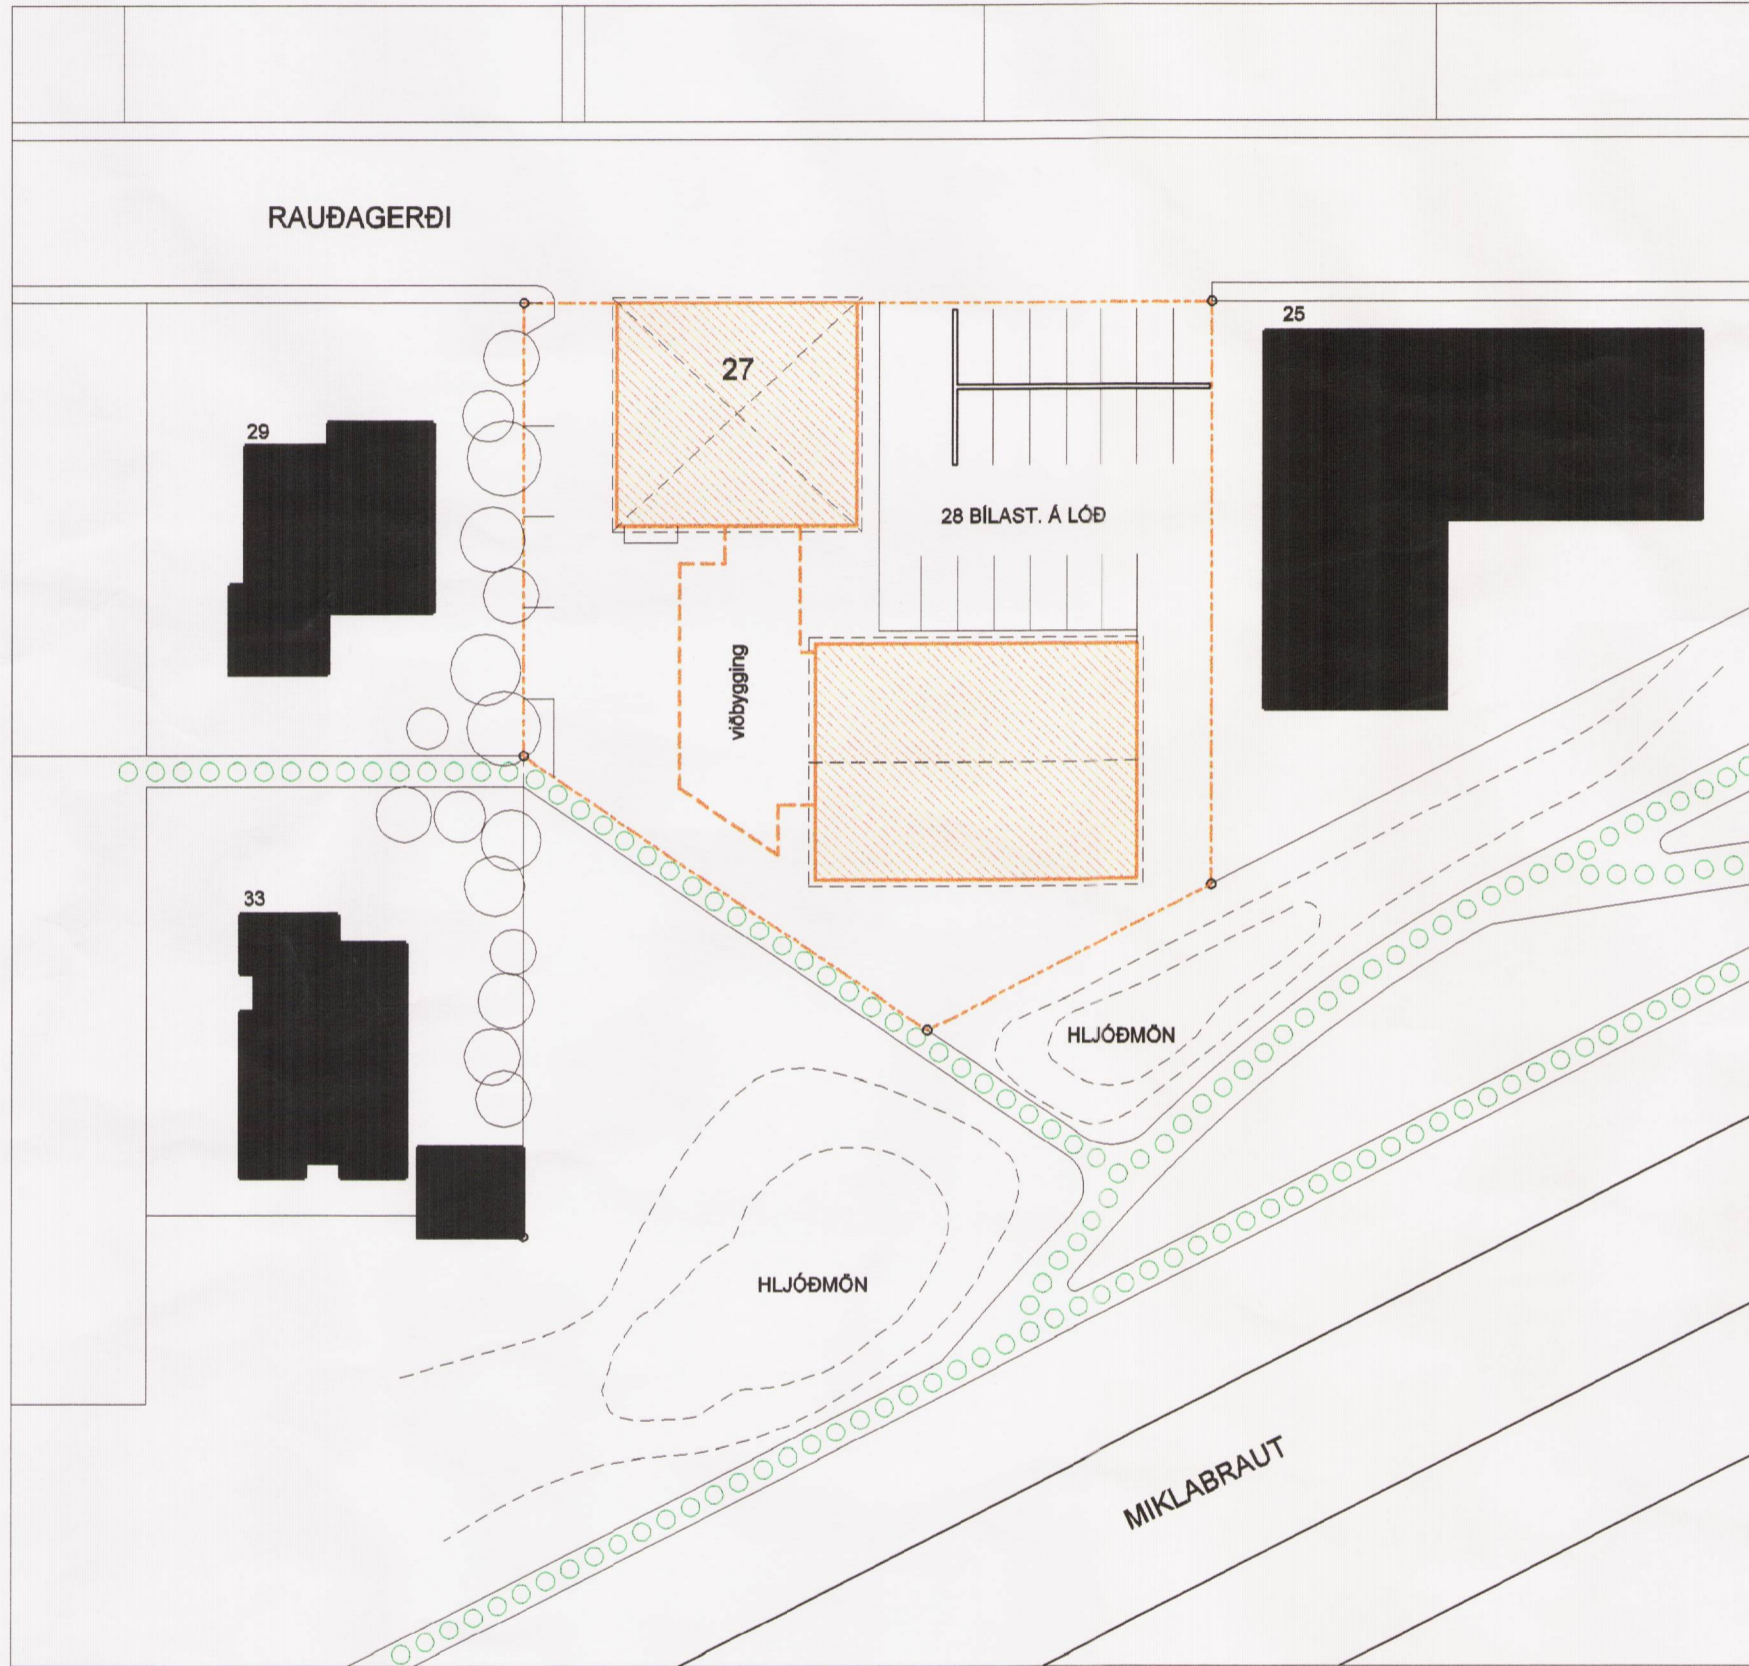 RAUÐAGERÐI
25
27
29
28 BÍLAST. Á LÓÐ
viðbygging
33
HLJÓÐMÖN
HLJÓÐMÖN
MIKLABRAUT